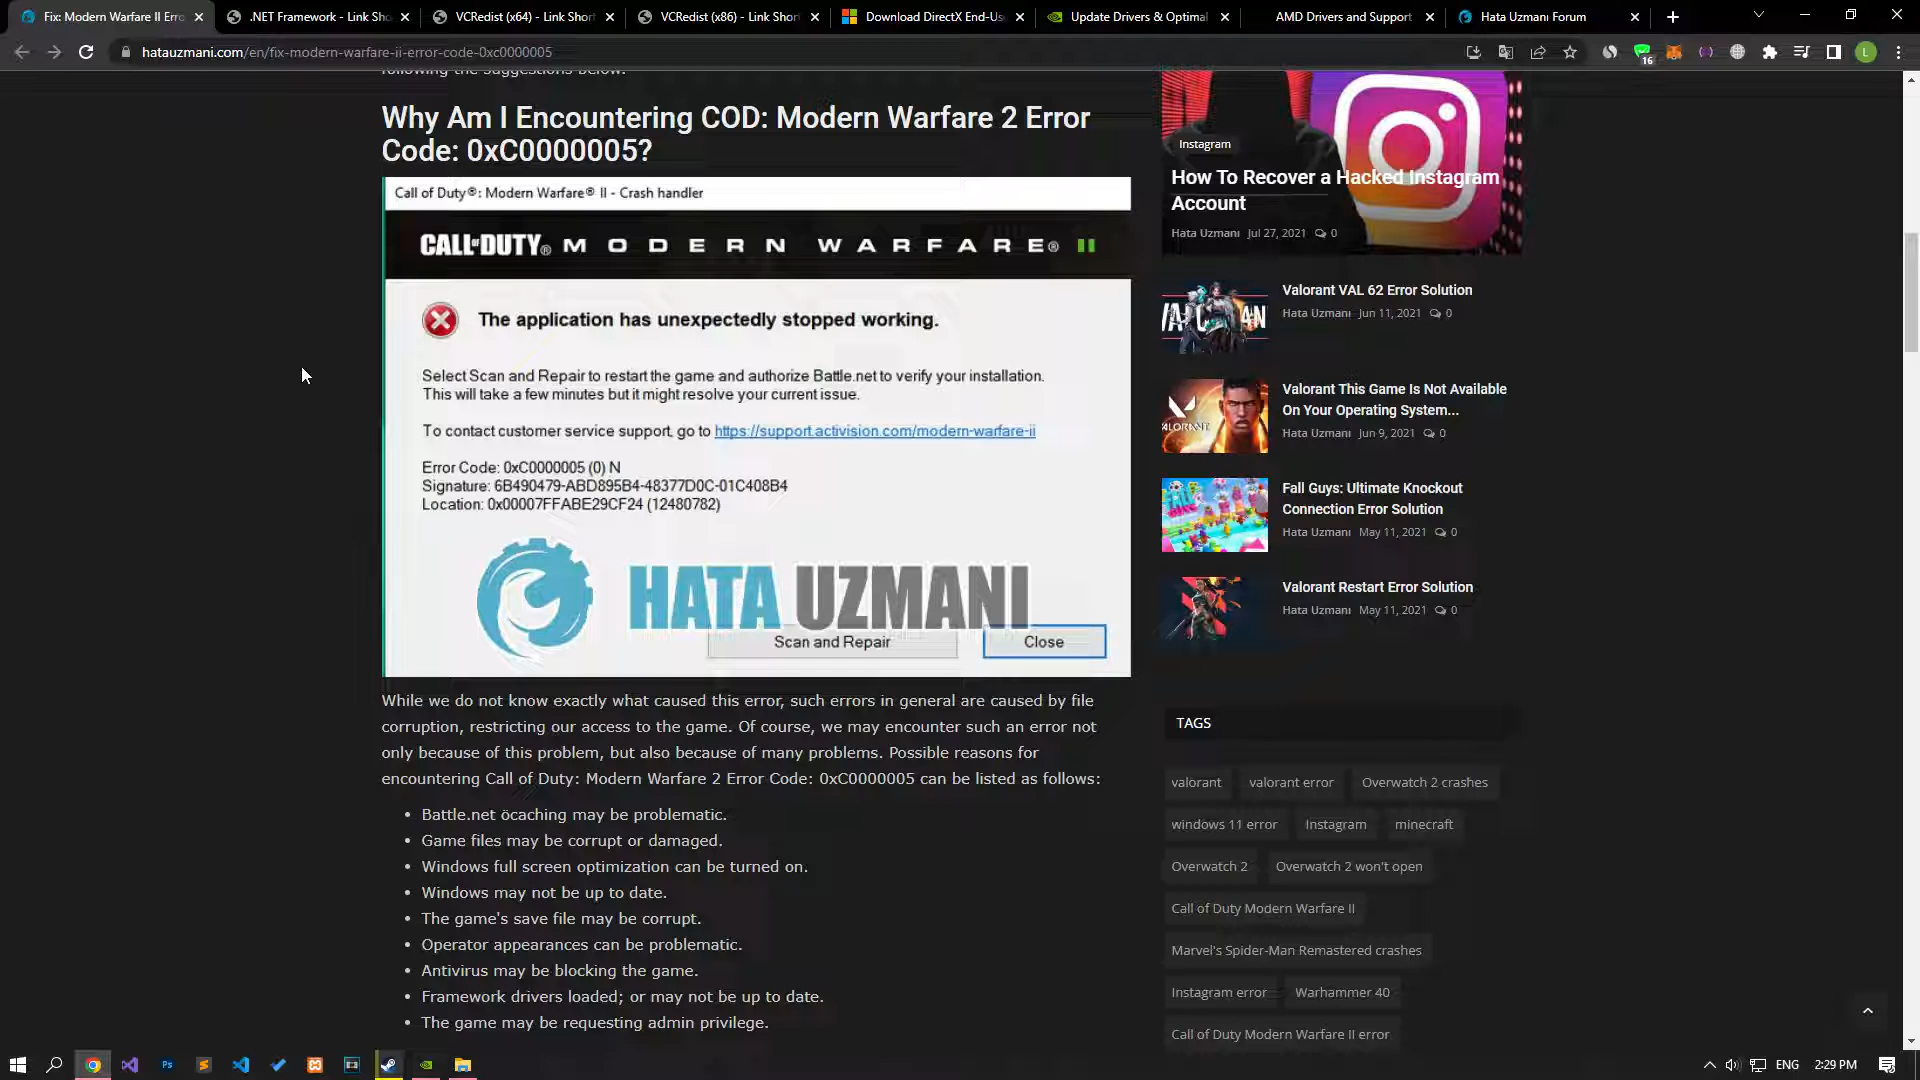 Fix: Modern Warfare II Erro
.NET Framework - Link Sho
VCRedist (x64) - Link Short
VCRedist (x86) - Link Short
Download DirectX End-Us
Update Drivers & Optimal
AMD Drivers and Support
Hata Uzmanı Forum
hatauzmani.com/en/fix-modern-warfare-ii-error-code-0xc0000005
16
L
following the suggestions below.
Why Am I Encountering COD: Modern Warfare 2 Error
Code: 0xC0000005?
Call of Duty®: Modern Warfare® II - Crash handler
CALL OF DUTY® MODERN WARFARE® II
The application has unexpectedly stopped working.
Select Scan and Repair to restart the game and authorize Battle.net to verify your installation.
This will take a few minutes but it might resolve your current issue.
To contact customer service support, go to https://support.activision.com/modern-warfare-ii
Error Code: 0xC0000005 (0) N
Signature: 6B490479-ABD895B4-48377D0C-01C408B4
Location: 0x00007FFABE29CF24 (12480782)
HATA UZMANI
Scan and Repair
Close
While we do not know exactly what caused this error, such errors in general are caused by file
corruption, restricting our access to the game. Of course, we may encounter such an error not
only because of this problem, but also because of many problems. Possible reasons for
encountering Call of Duty: Modern Warfare 2 Error Code: 0xC0000005 can be listed as follows:
• Battle.net öcaching may be problematic.
• Game files may be corrupt or damaged.
• Windows full screen optimization can be turned on.
• Windows may not be up to date.
• The game's save file may be corrupt.
• Operator appearances can be problematic.
• Antivirus may be blocking the game.
• Framework drivers loaded; or may not be up to date.
• The game may be requesting admin privilege.
Instagram
How To Recover a Hacked Instagram
Account
Hata Uzmanı Jul 27, 2021 0
Valorant VAL 62 Error Solution
Hata Uzmanı Jun 11, 2021 0
Valorant This Game Is Not Available
On Your Operating System...
Hata Uzmanı Jun 9, 2021 0
Fall Guys: Ultimate Knockout
Connection Error Solution
Hata Uzmanı May 11, 2021 0
Valorant Restart Error Solution
Hata Uzmanı May 11, 2021 0
TAGS
valorant
valorant error
Overwatch 2 crashes
windows 11 error
Instagram
minecraft
Overwatch 2
Overwatch 2 won't open
Call of Duty Modern Warfare II
Marvel's Spider-Man Remastered crashes
Instagram error
Warhammer 40
Call of Duty Modern Warfare II error
Ps
ENG
2:29 PM